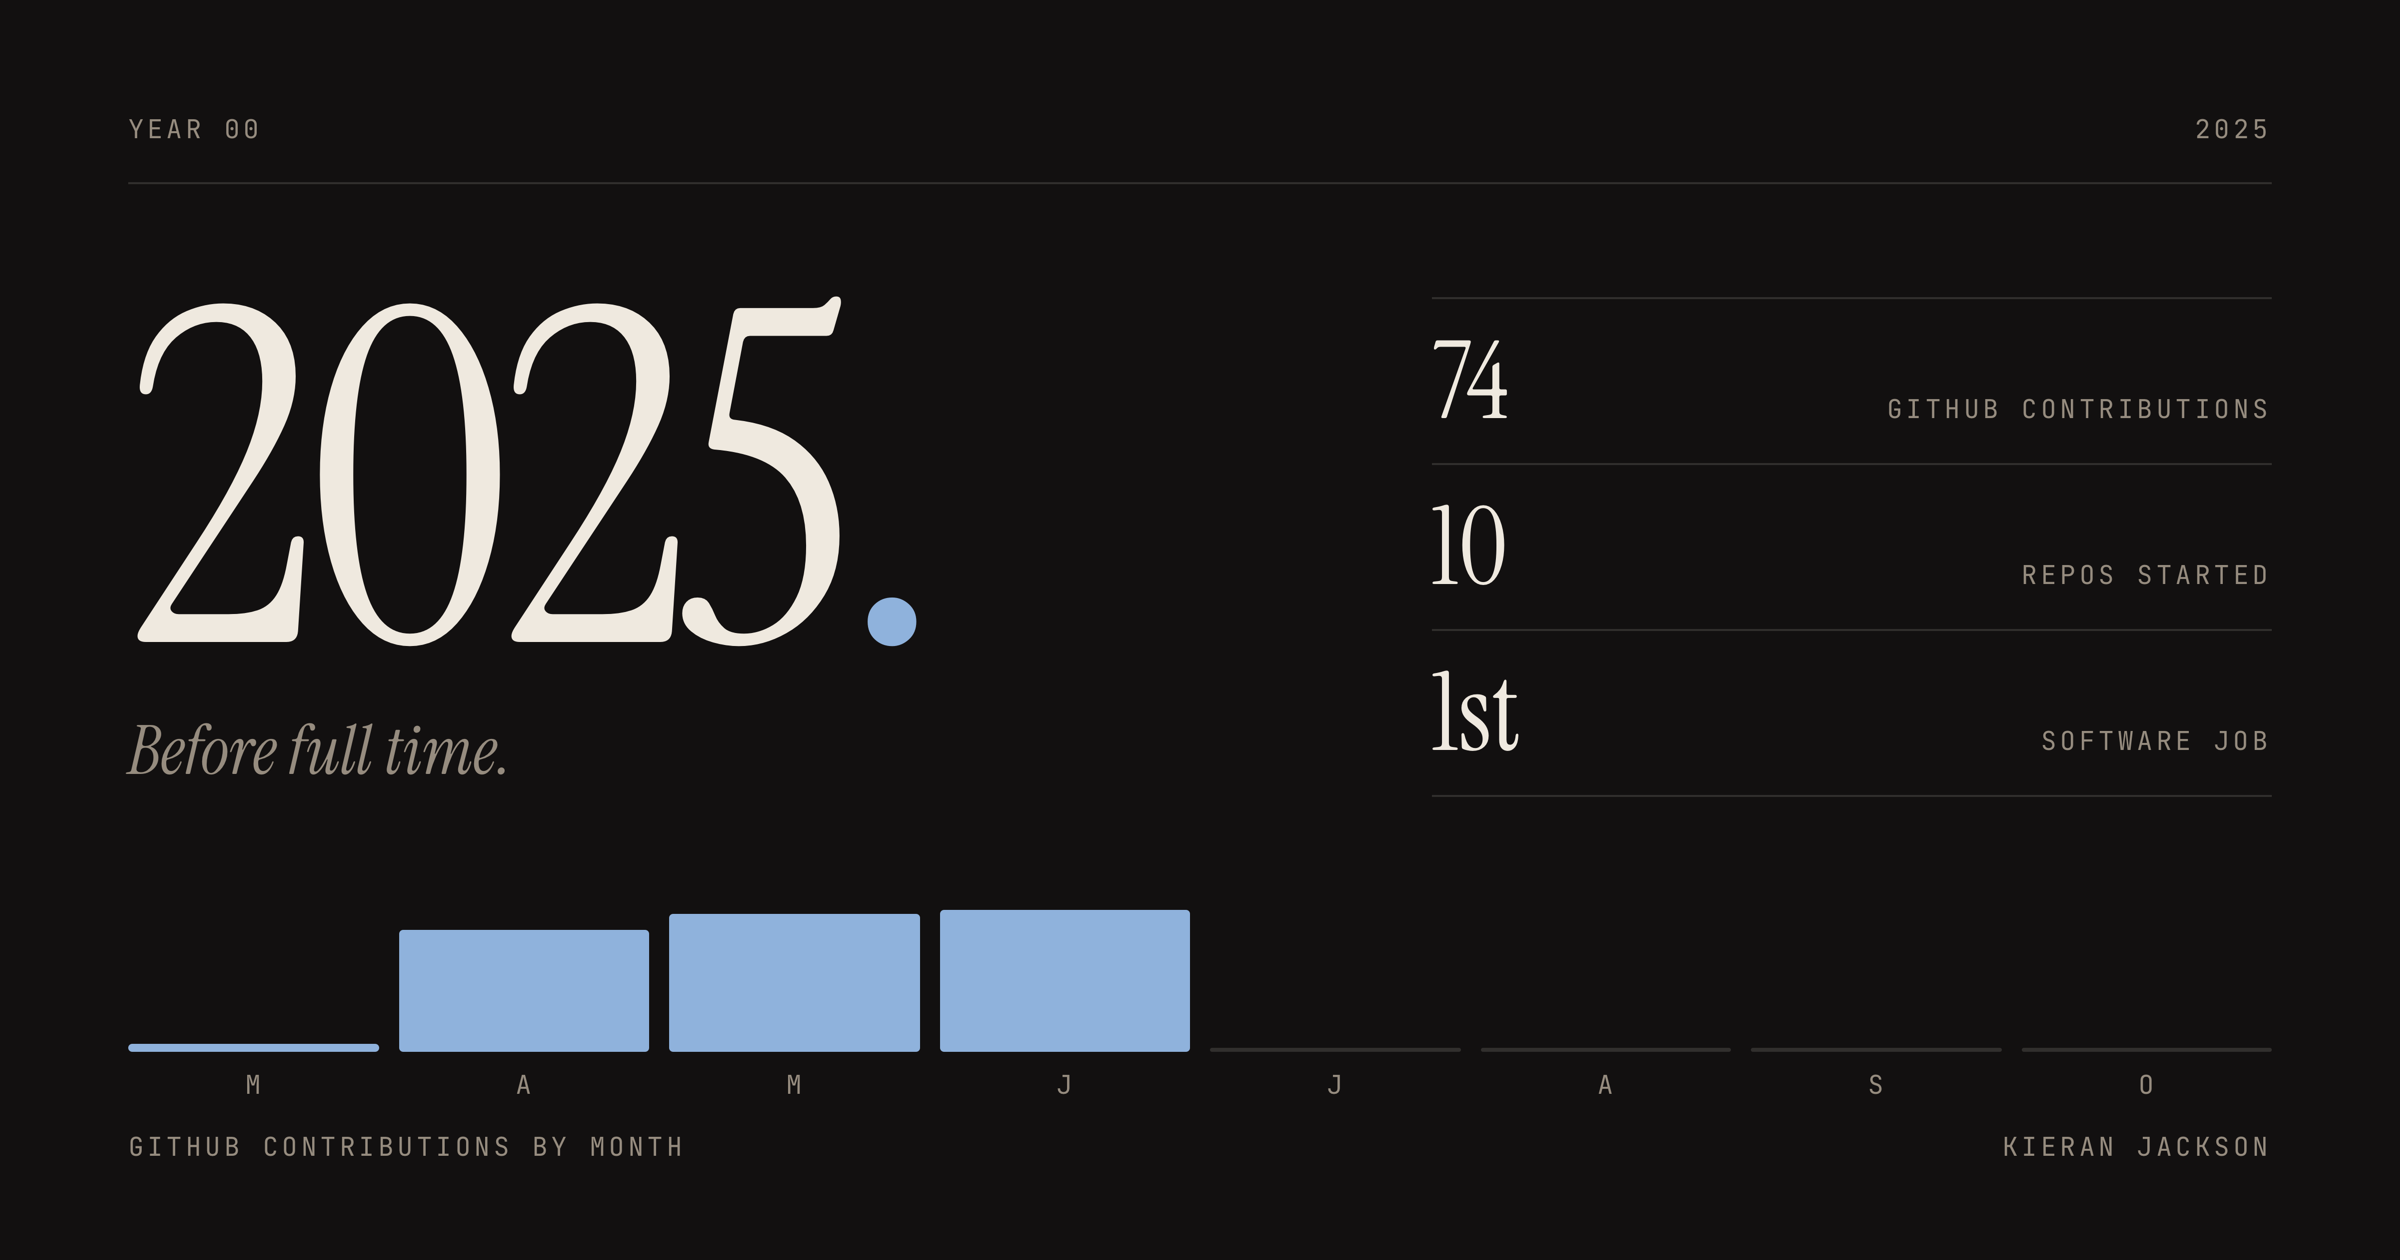 YEAR 00
2025
2025.
Before full time.
74
GITHUB CONTRIBUTIONS
10
REPOS STARTED
1st
SOFTWARE JOB
M A M J J A S O
GITHUB CONTRIBUTIONS BY MONTH
KIERAN JACKSON